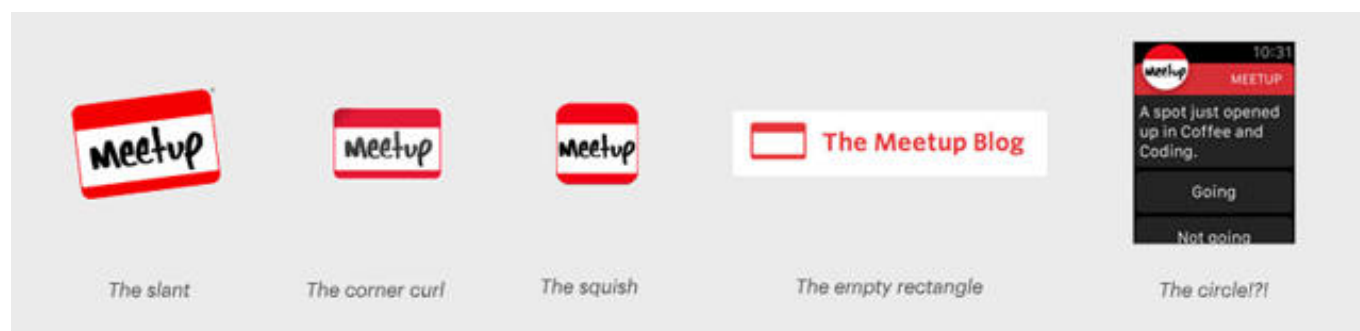 Meetup
Meetup
Meetup
The Meetup Blog
Meetup
10:31
MEETUP
A spot just opened
up in Coffee and
Coding.
Going
Not going
The slant
The corner curl
The squish
The empty rectangle
The circle!?!